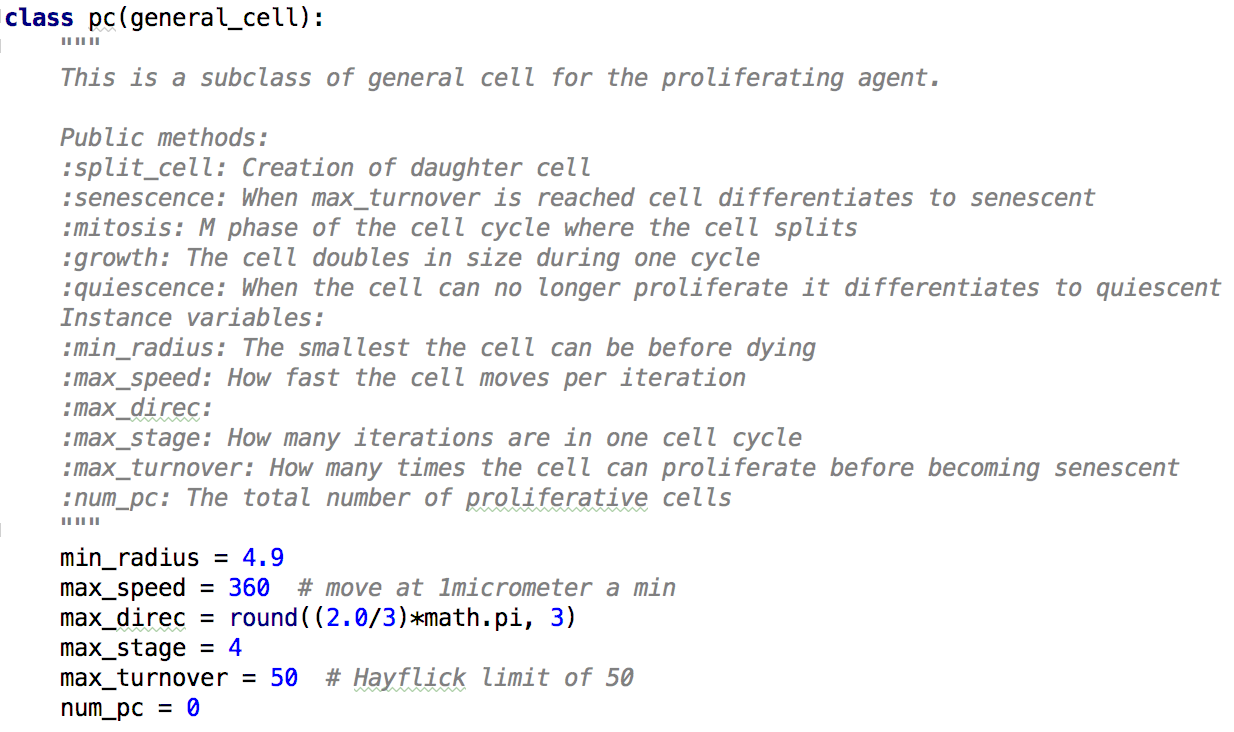 class pc(general_cell):
"""
This is a subclass of general cell for the proliferating agent.
Public methods:
:split_cell: Creation of daughter cell
:senescence: When max_turnover is reached cell differentiates to senescent
:mitosis: M phase of the cell cycle where the cell splits
:growth: The cell doubles in size during one cycle
:quiescence: When the cell can no longer proliferate it differentiates to quiescent
Instance variables:
:min_radius: The smallest the cell can be before dying
:max_speed: How fast the cell moves per iteration
:max_direc:
:max_stage: How many iterations are in one cell cycle
:max_turnover: How many times the cell can proliferate before becoming senescent
:num_pc: The total number of proliferative cells
"""
min_radius = 4.9
max_speed = 360  # move at 1micrometer a min
max_direc = round((2.0/3)*math.pi, 3)
max_stage = 4
max_turnover = 50  # Hayflick limit of 50
num_pc = 0